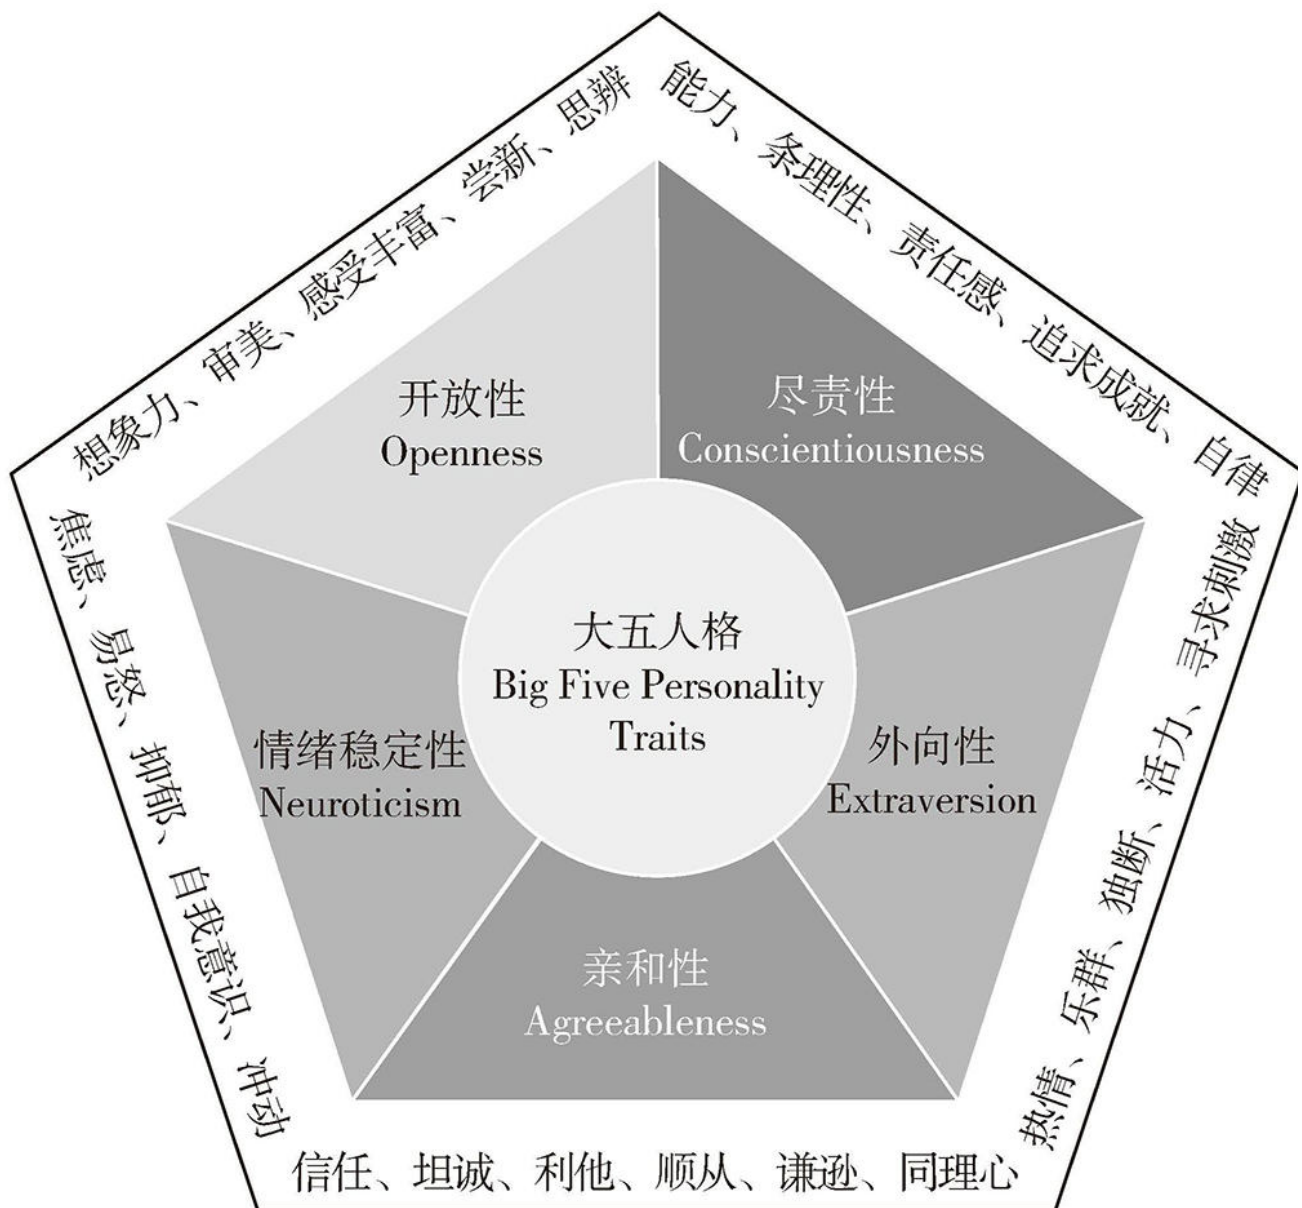 想象力、审美、感受丰富、尝新、思辨
能力、条理性、责任感、追求成就、自律
开放性
Openness
尽责性
Conscientiousness
大五人格
Big Five Personality
Traits
情绪稳定性
Neuroticism
外向性
Extraversion
亲和性
Agreeableness
焦虑、易怒、抑郁、自我意识、冲动
热情、乐群、独断、活力、寻求刺激
信任、坦诚、利他、顺从、谦逊、同理心